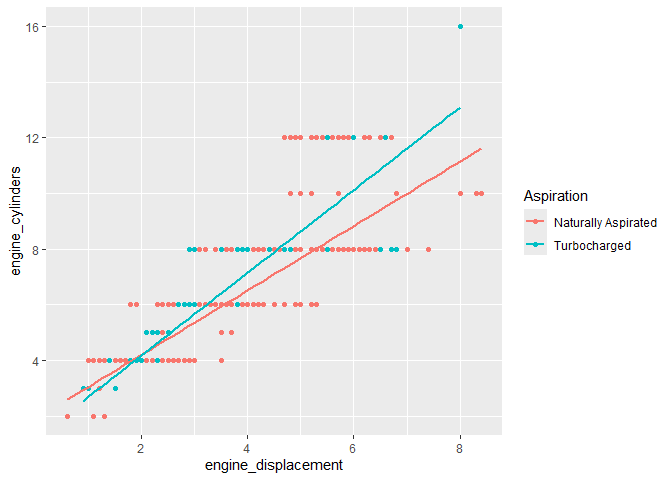 16
12
8
4
engine_cylinders
2
4
6
8
engine_displacement
Aspiration
Naturally Aspirated
Turbocharged